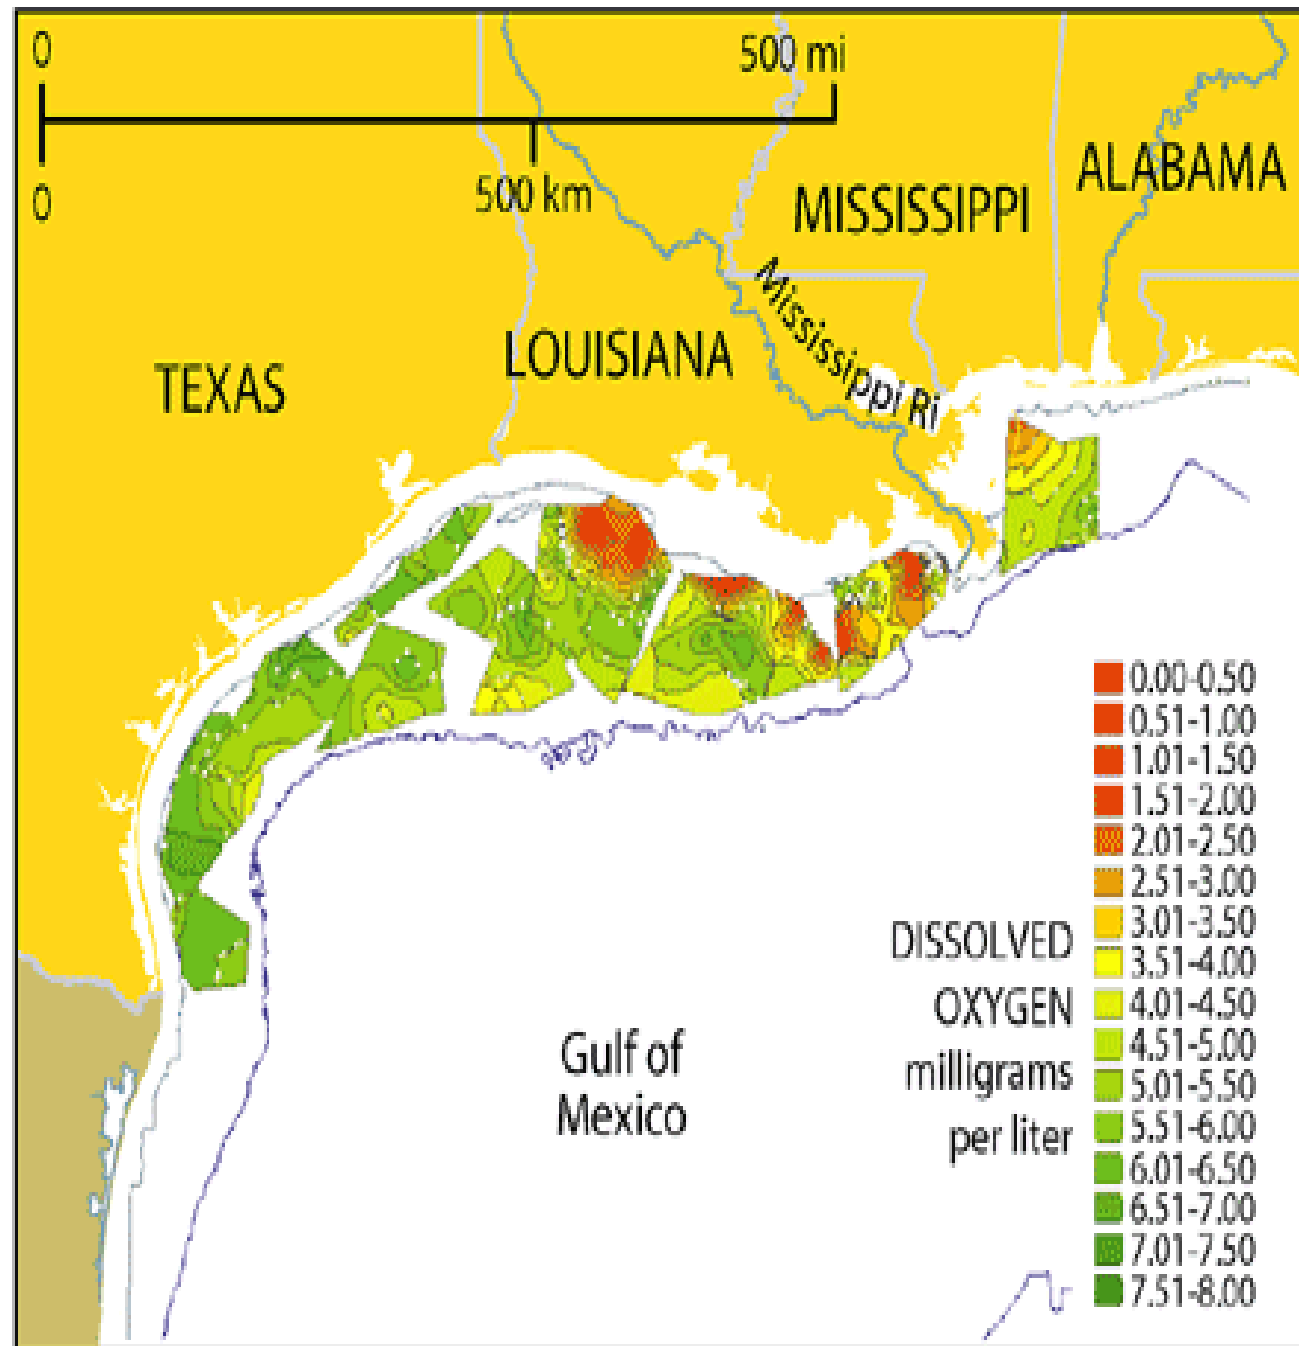 0
500 mi
0
500 km
ALABAMA
MISSISSIPPI
Mississippi Ri
LOUISIANA
TEXAS
Gulf of
Mexico
DISSOLVED
OXYGEN
milligrams
per liter
0.00-0.50
0.51-1.00
1.01-1.50
1.51-2.00
2.01-2.50
2.51-3.00
3.01-3.50
3.51-4.00
4.01-4.50
4.51-5.00
5.01-5.50
5.51-6.00
6.01-6.50
6.51-7.00
7.01-7.50
7.51-8.00